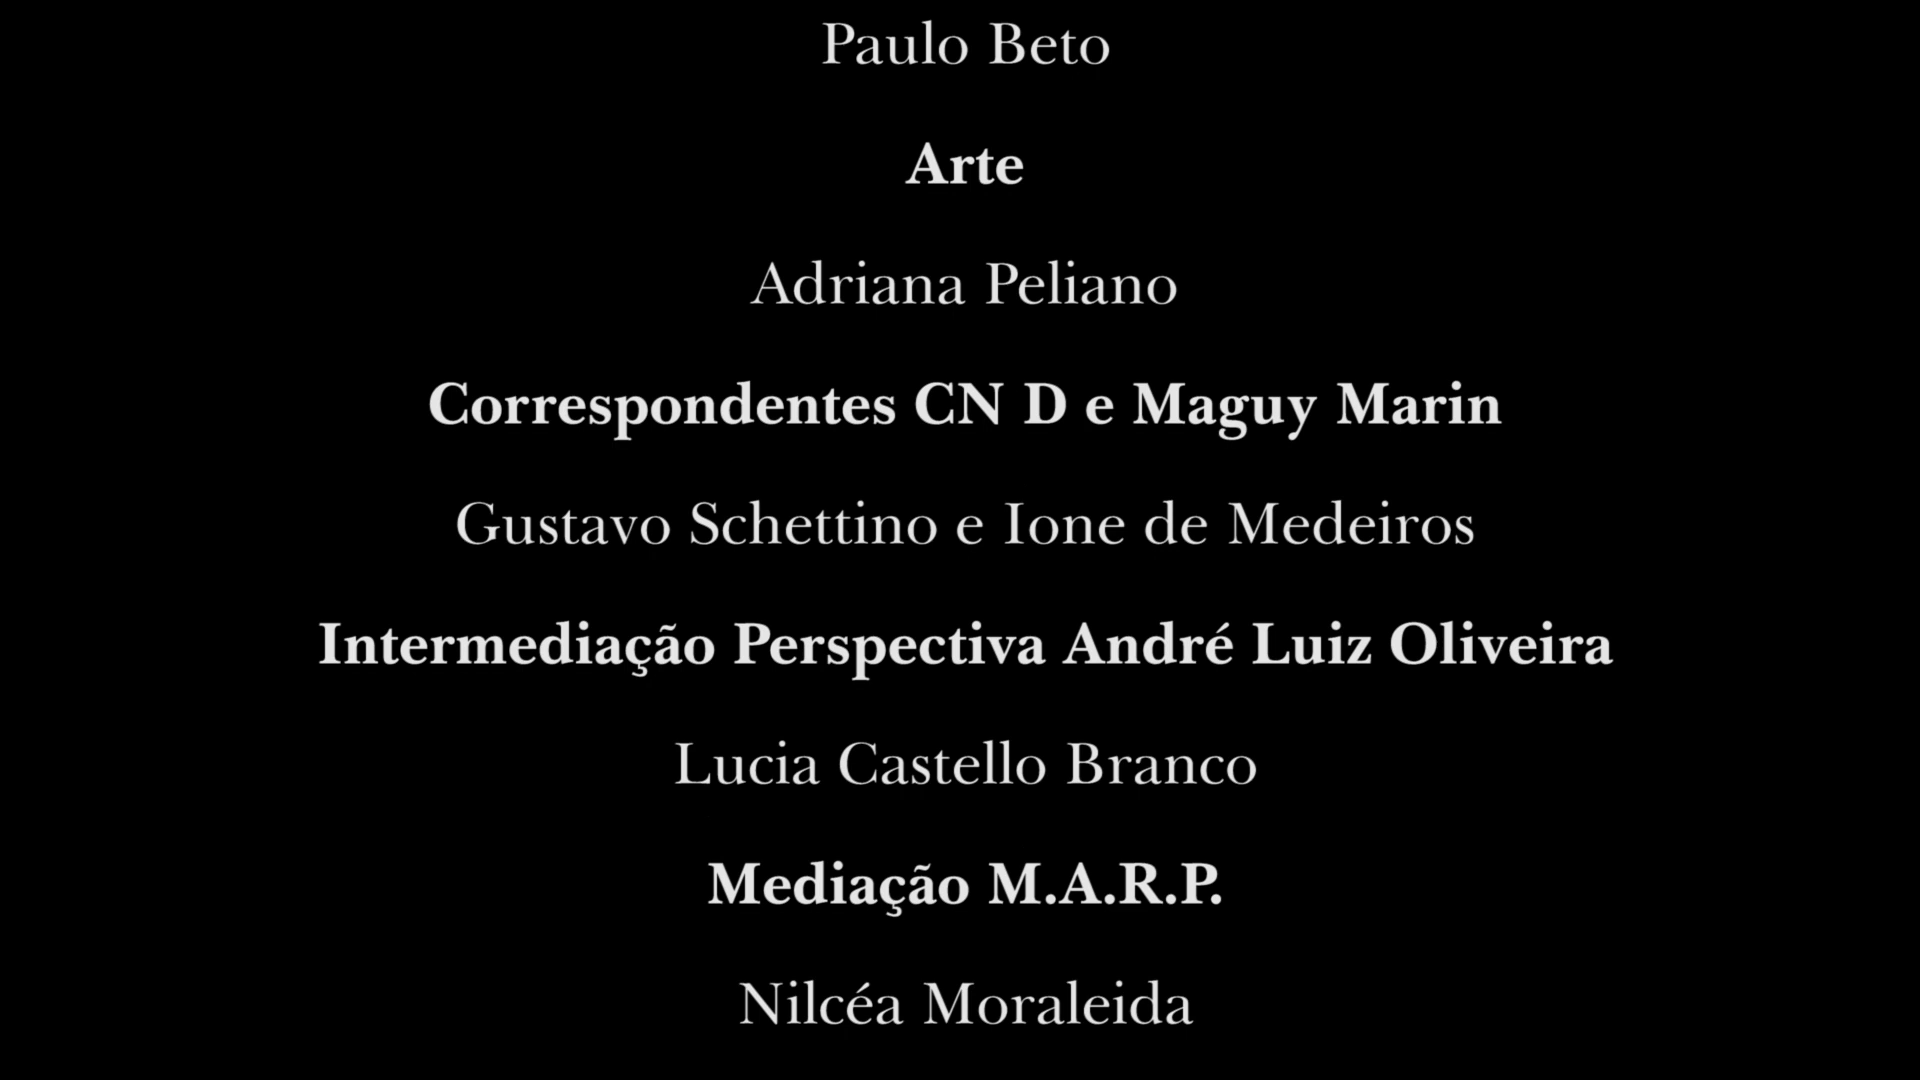 Paulo Beto
Arte
Adriana Peliano
Correspondentes CN D e Maguy Marin
Gustavo Schettino e Ione de Medeiros
Intermediação Perspectiva André Luiz Oliveira
Lucia Castello Branco
Mediação M.A.R.P.
Nilcéa Moraleida